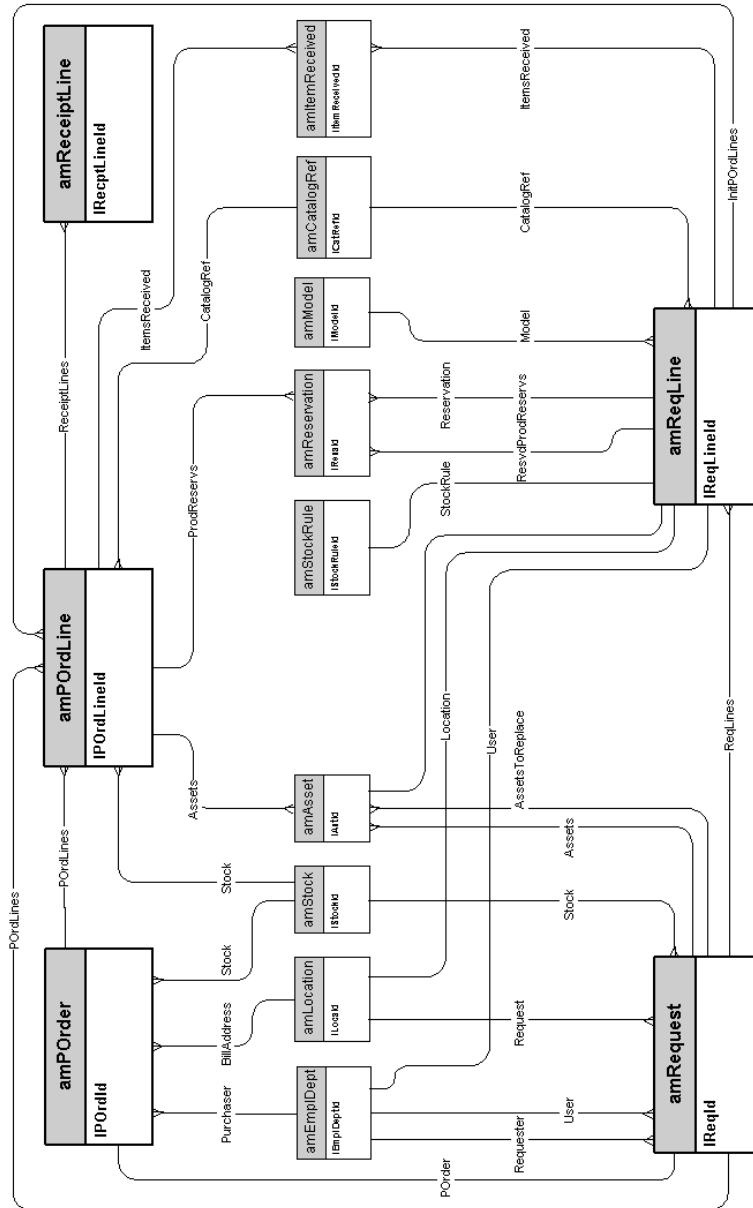 amReceiptLine
lRecptLineId
amPOrdLine
lPOrdLineId
amPOrder
lPOrdId
amItemReceived
lItemReceivedId
amCatalogRef
lCatRefId
amModel
lModelId
amReservation
lResaId
amStockRule
lStockRuleId
amAsset
lAstId
amStock
lStockId
amLocation
lLocaId
amEmplDept
lEmplDeptId
amReqLine
lReqLineId
amRequest
lReqId
POrdLines
POrdLines
ReceiptLines
ItemsReceived
CatalogRef
ProdReservs
Assets
Stock
Stock
BillAddress
Purchaser
POrder
ItemsReceived
InitPOrdLines
CatalogRef
Model
Reservation
ResvdProdReservs
StockRule
Location
User
AssetsToReplace
Assets
Stock
Request
User
Requester
ReqLines